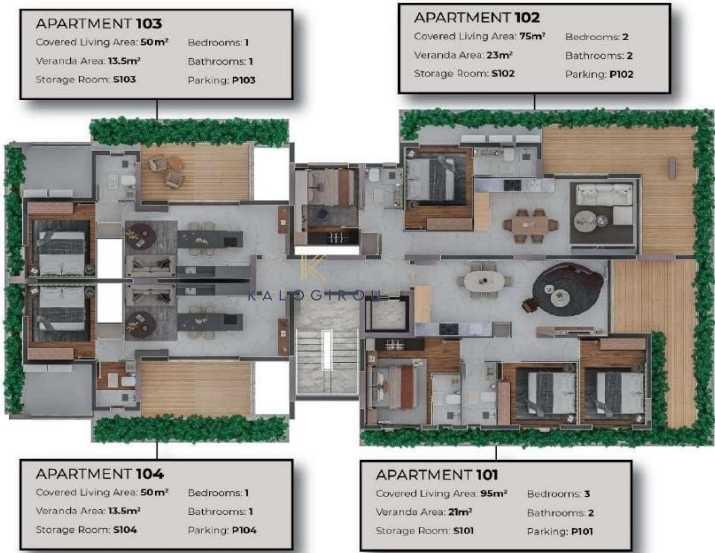 APARTMENT 103
Covered Living Area: 50m² Bedrooms: 1
Veranda Area: 13.5m² Bathrooms: 1
Storage Room: S103 Parking: P103
APARTMENT 102
Covered Living Area: 75m² Bedrooms: 2
Veranda Area: 23m² Bathrooms: 2
Storage Room: S102 Parking: P102
K
KALOGIROU
APARTMENT 104
Covered Living Area: 50m² Bedrooms: 1
Veranda Area: 13.5m² Bathrooms: 1
Storage Room: S104 Parking: P104
APARTMENT 101
Covered Living Area: 95m² Bedrooms: 3
Veranda Area: 21m² Bathrooms: 2
Storage Room: S101 Parking: P101